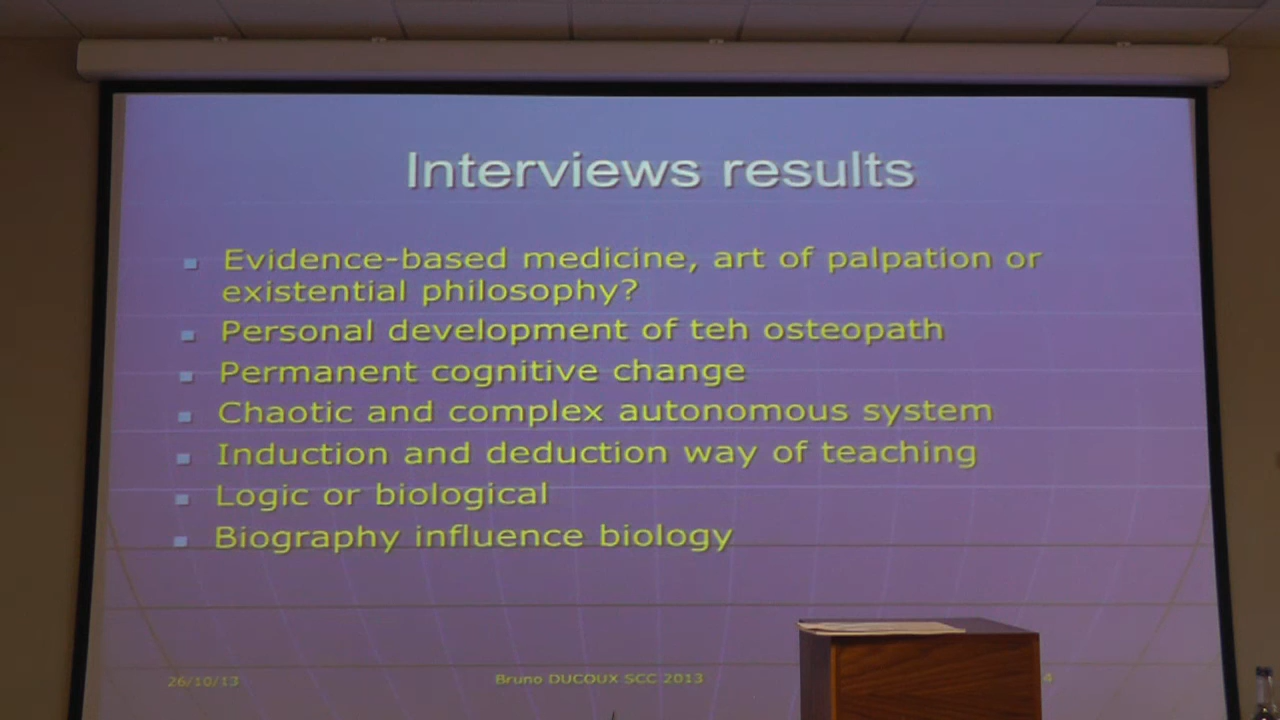 Interviews results
Evidence-based medicine, art of palpation or
existential philosophy?
Personal development of teh osteopath
Permanent cognitive change
Chaotic and complex autonomous system
Induction and deduction way of teaching
Logic or biological
Biography influence biology
26/10/13
Bruno DUCOUX SCC 2013
4